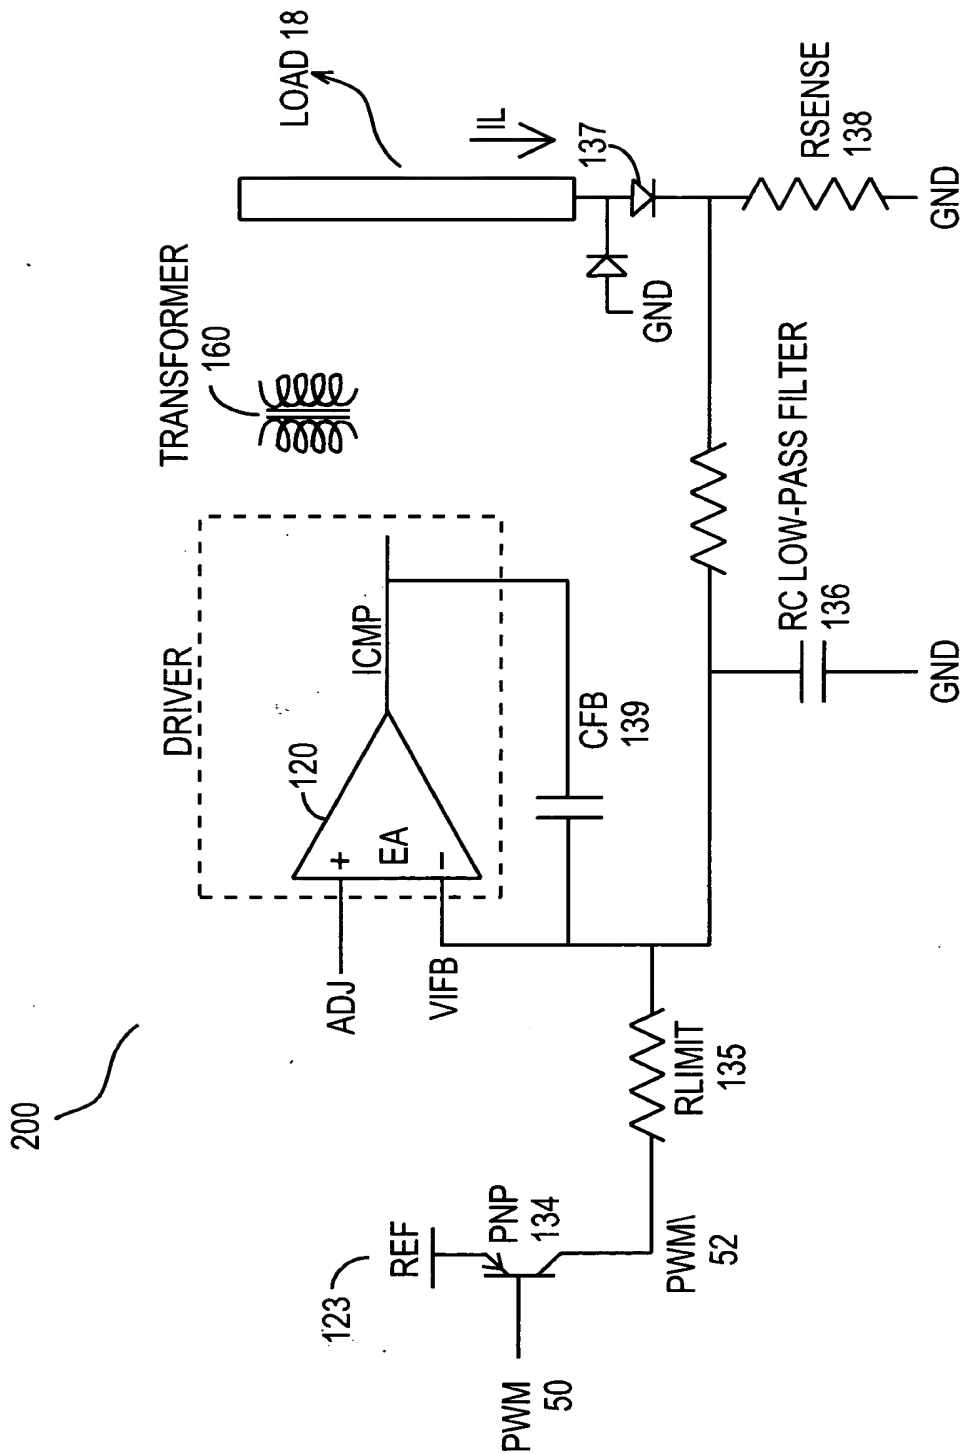 200
LOAD 18
TRANSFORMER
160
DRIVER
120
ICMP
EA
+
−
ADJ
VIFB
IL
137
GND
RSENSE
138
GND
CFB
139
RC LOW-PASS FILTER
136
GND
123
REF
PNP
134
RLIMIT
135
PWM
50
PWM\
52